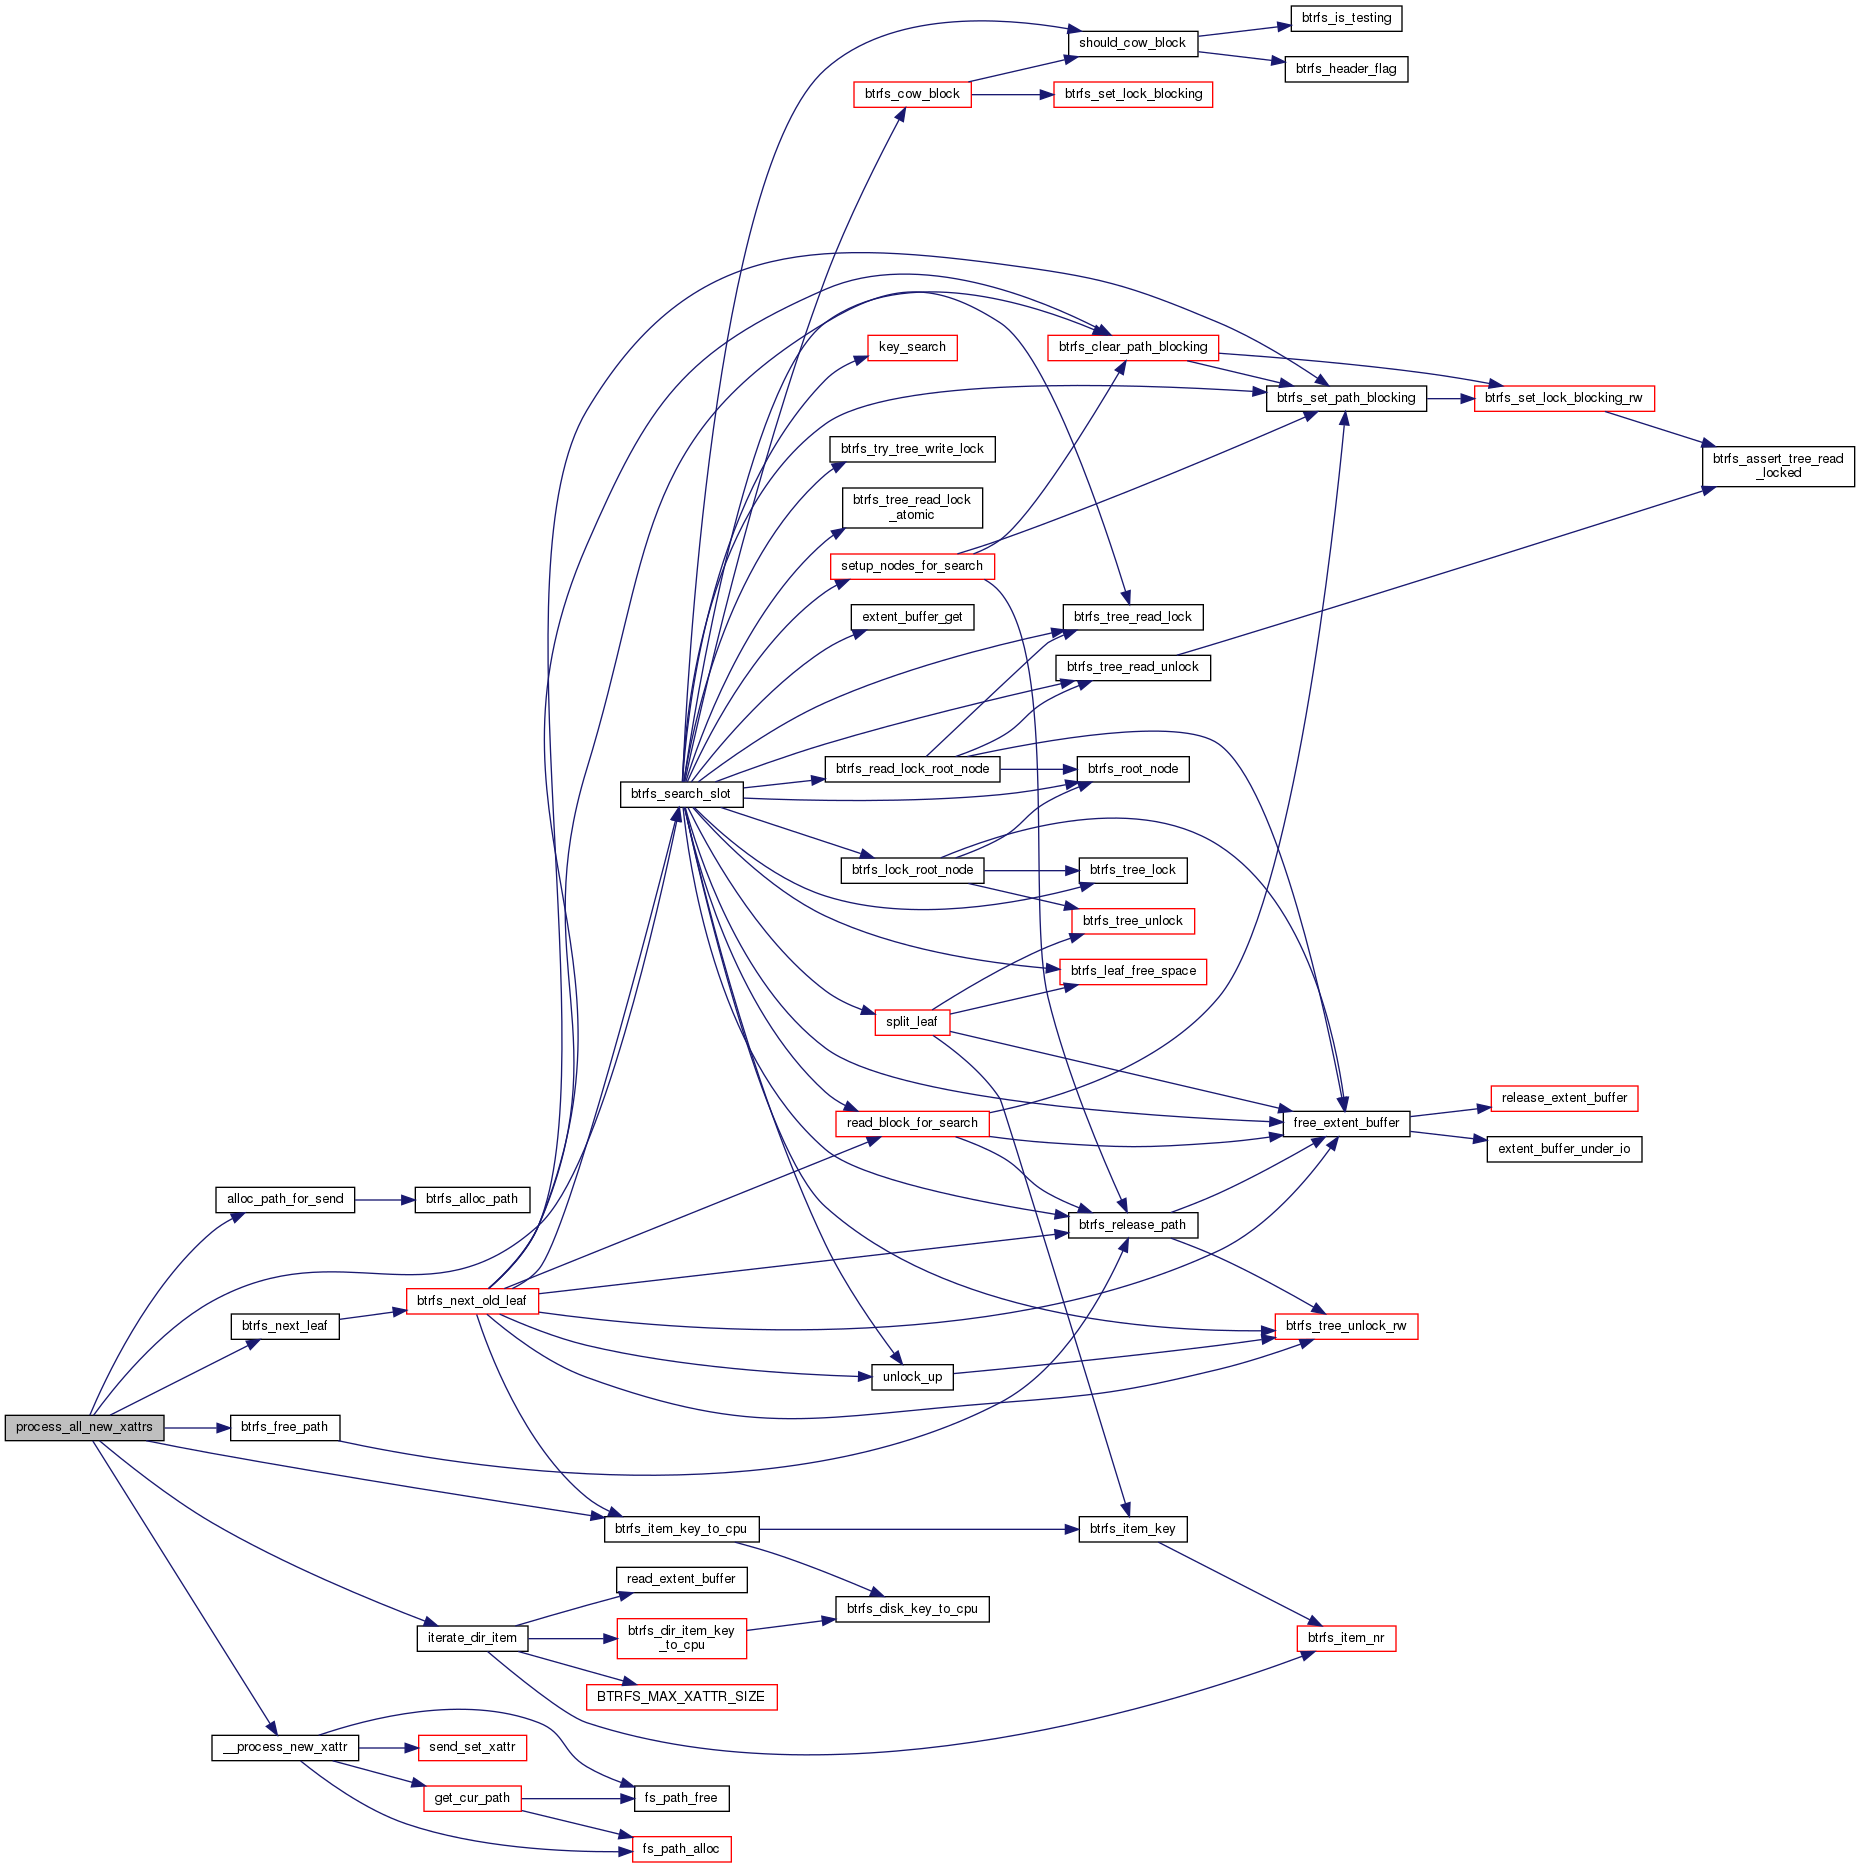 btrfs_is_testing
should_cow_block
btrfs_header_flag
btrfs_cow_block
btrfs_set_lock_blocking
key_search
btrfs_clear_path_blocking
btrfs_set_path_blocking
btrfs_set_lock_blocking_rw
btrfs_try_tree_write_lock
btrfs_assert_tree_read
_locked
btrfs_tree_read_lock
_atomic
setup_nodes_for_search
extent_buffer_get
btrfs_tree_read_lock
btrfs_tree_read_unlock
btrfs_read_lock_root_node
btrfs_root_node
btrfs_search_slot
btrfs_lock_root_node
btrfs_tree_lock
btrfs_tree_unlock
btrfs_leaf_free_space
split_leaf
release_extent_buffer
read_block_for_search
free_extent_buffer
extent_buffer_under_io
alloc_path_for_send
btrfs_alloc_path
btrfs_release_path
btrfs_next_old_leaf
btrfs_next_leaf
btrfs_tree_unlock_rw
unlock_up
process_all_new_xattrs
btrfs_free_path
btrfs_item_key_to_cpu
btrfs_item_key
read_extent_buffer
btrfs_disk_key_to_cpu
iterate_dir_item
btrfs_dir_item_key
_to_cpu
btrfs_item_nr
BTRFS_MAX_XATTR_SIZE
__process_new_xattr
send_set_xattr
get_cur_path
fs_path_free
fs_path_alloc